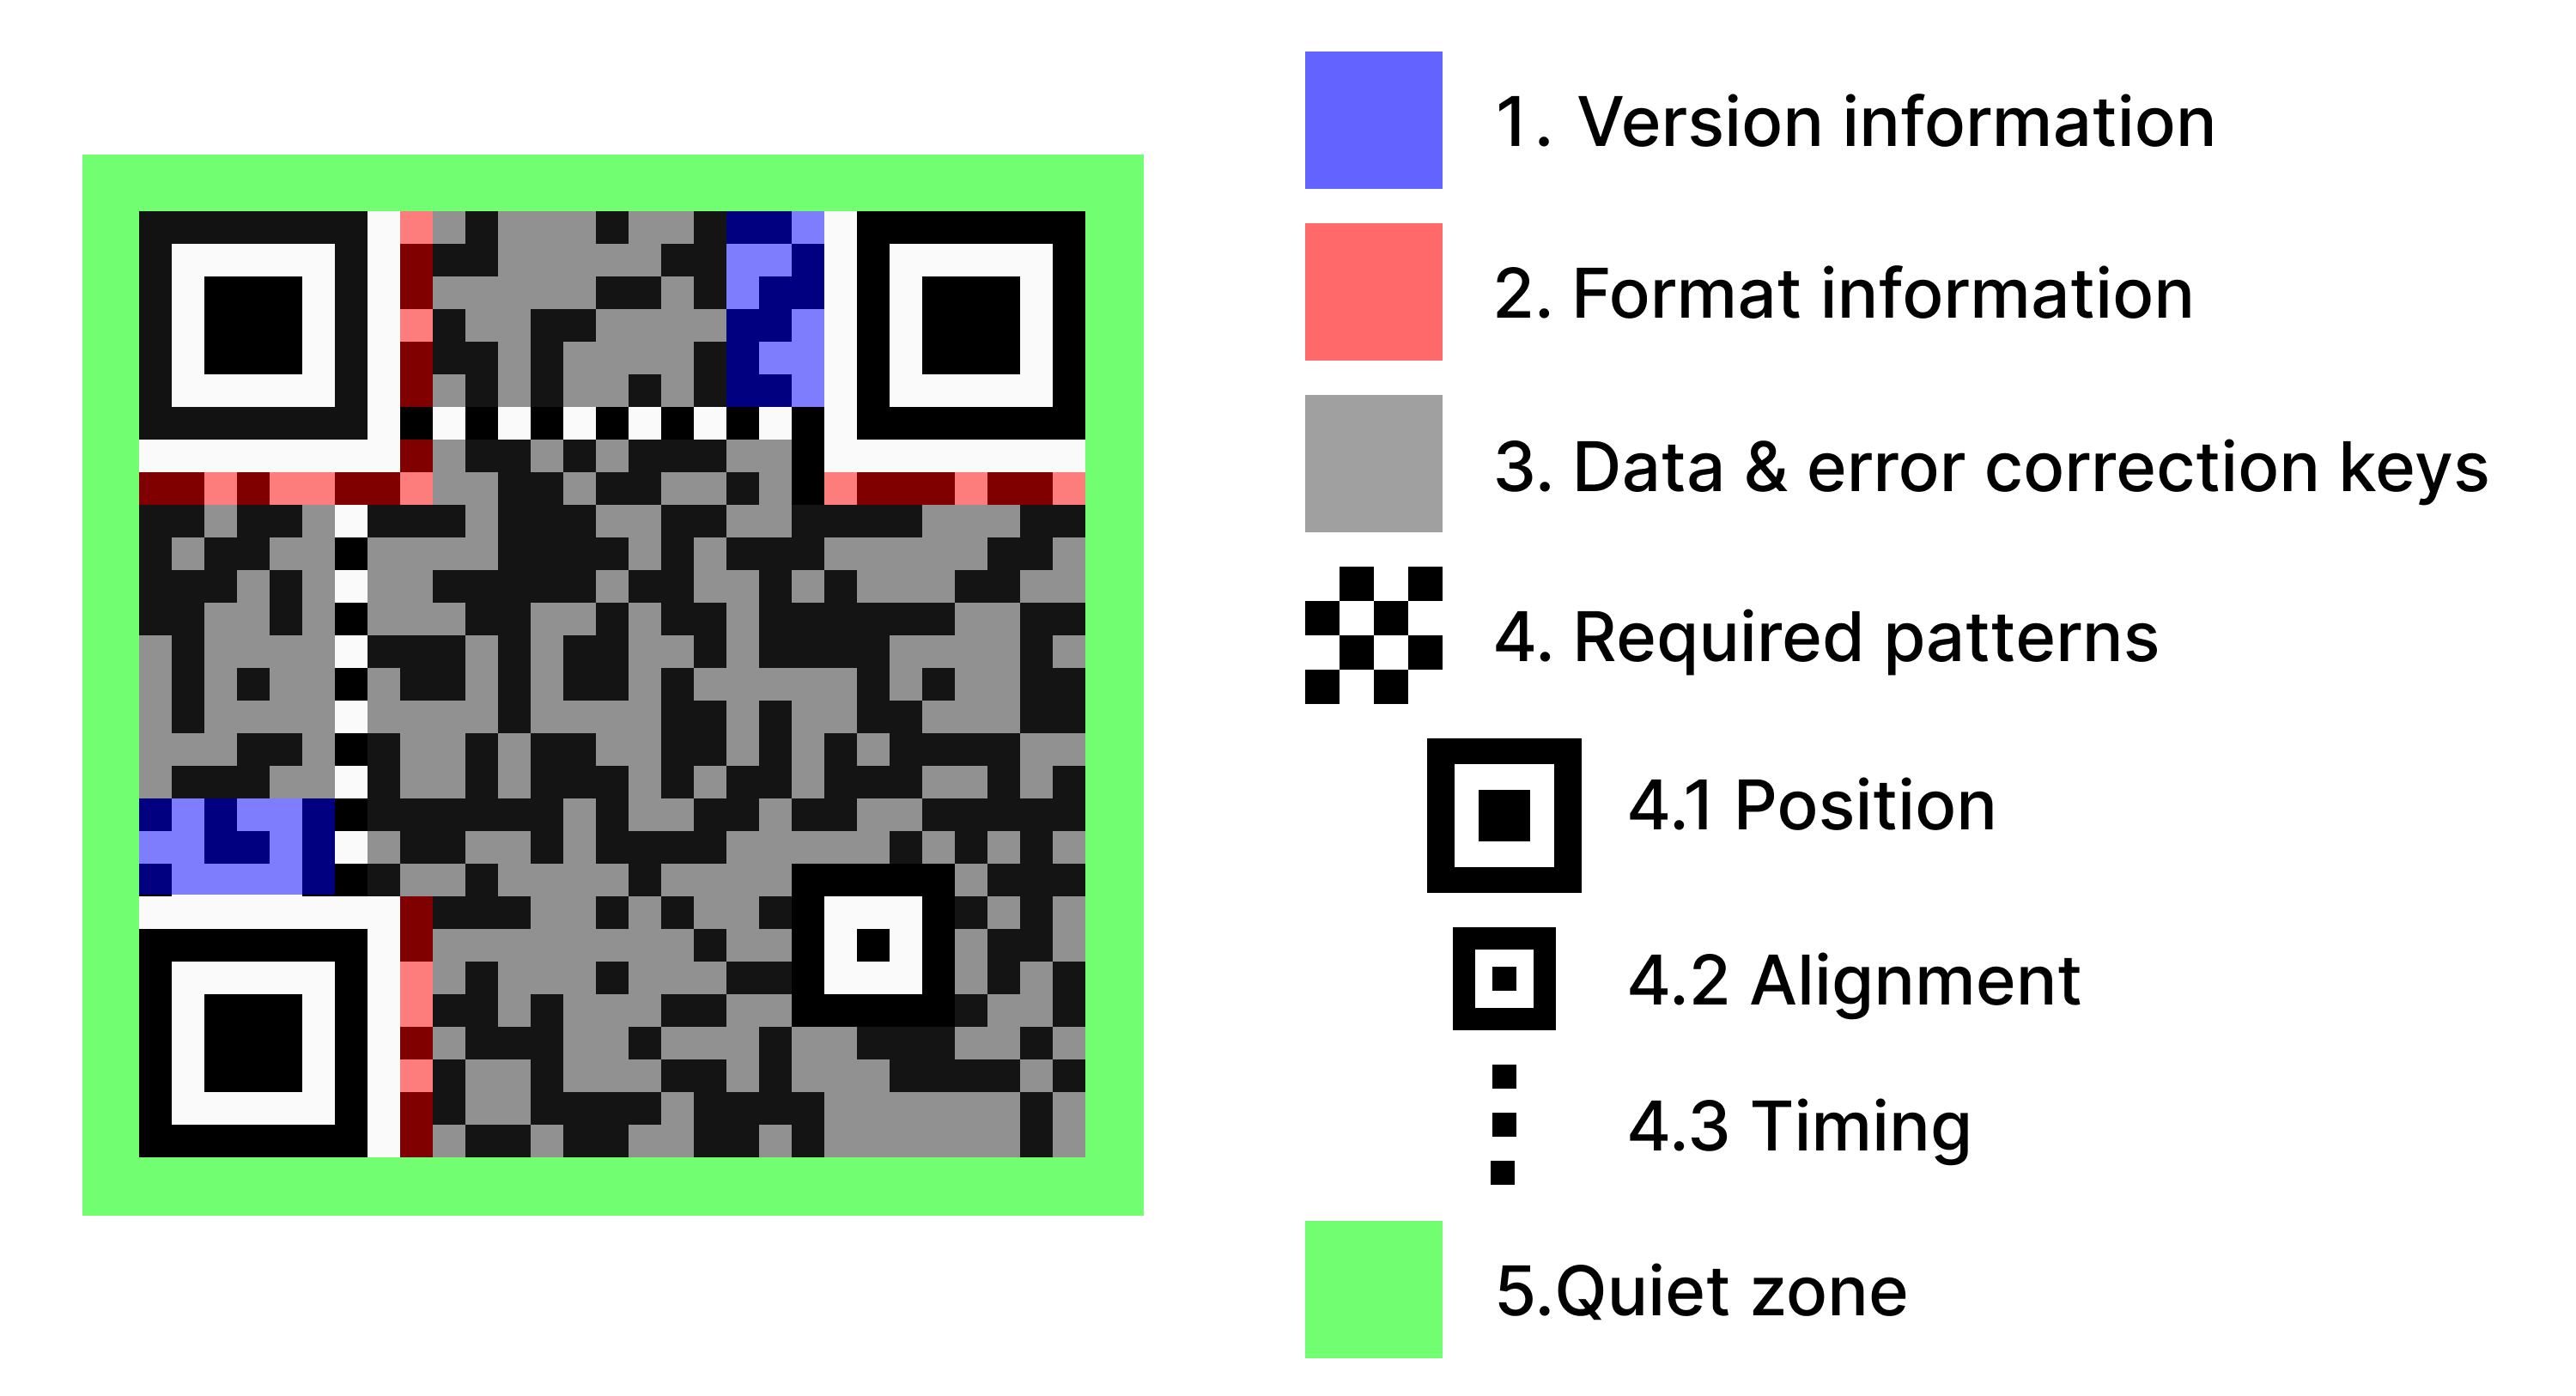 1. Version information
2. Format information
3. Data & error correction keys
4. Required patterns
4.1 Position
4.2 Alignment
4.3 Timing
5.Quiet zone